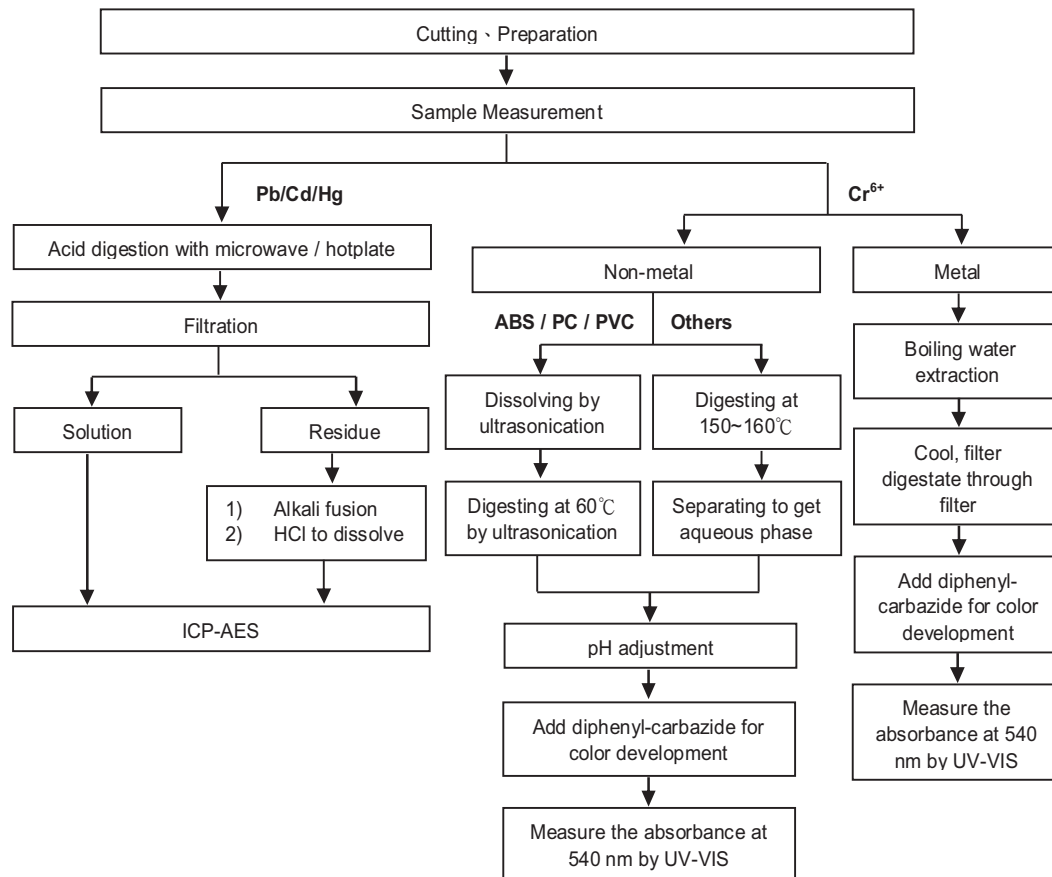 Cutting、Preparation
Sample Measurement
Pb/Cd/Hg
Cr6+
Acid digestion with microwave / hotplate
Non-metal
Metal
Filtration
ABS / PC / PVC
Others
Boiling water
extraction
Solution
Residue
Dissolving by
ultrasonication
Digesting at
150~160℃
Cool, filter
digestate through
filter
1) Alkali fusion
2) HCl to dissolve
Digesting at 60℃
by ultrasonication
Separating to get
aqueous phase
Add diphenyl-
carbazide for color
development
ICP-AES
pH adjustment
Measure the
absorbance at 540
nm by UV-VIS
Add diphenyl-carbazide for
color development
Measure the absorbance at
540 nm by UV-VIS